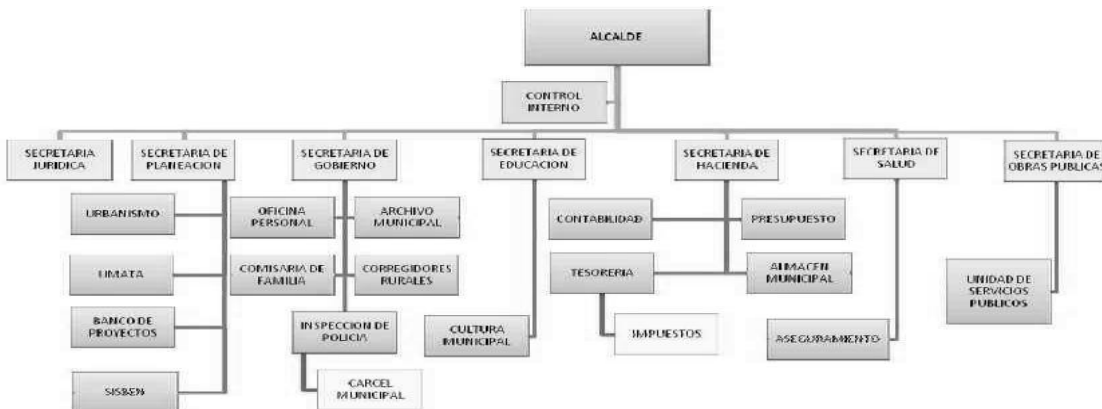 ALCALDE
CONTROL
INTERNO
SECRETARIA
JURIDICA
SECRETARIA DE
PLANEACION
SECRETARIA DE
GOBIERNO
SECRETARIA DE
EDUCACION
SECRETARIA DE
HACIENDA
SECRETARIA DE
SALUD
SECRETARIA DE
OBRAS PUBLICAS
URBANISMO
OFICINA
PERSONAL
ARCHIVO
MUNICIPAL
CONTABILIDAD
PRESUPUESTO
UMATA
COMISARIA DE
FAMILIA
CORREGIDORES
RURALES
TESORERIA
ALMACEN
MUNICIPAL
UNIDAD DE
SERVICIOS
PUBLICOS
BANCO DE
PROYECTOS
INSPECCION DE
POLICIA
CULTURA
MUNICIPAL
IMPUESTOS
ASEGURAMIENTO
SISBEN
CARCEL
MUNICIPAL